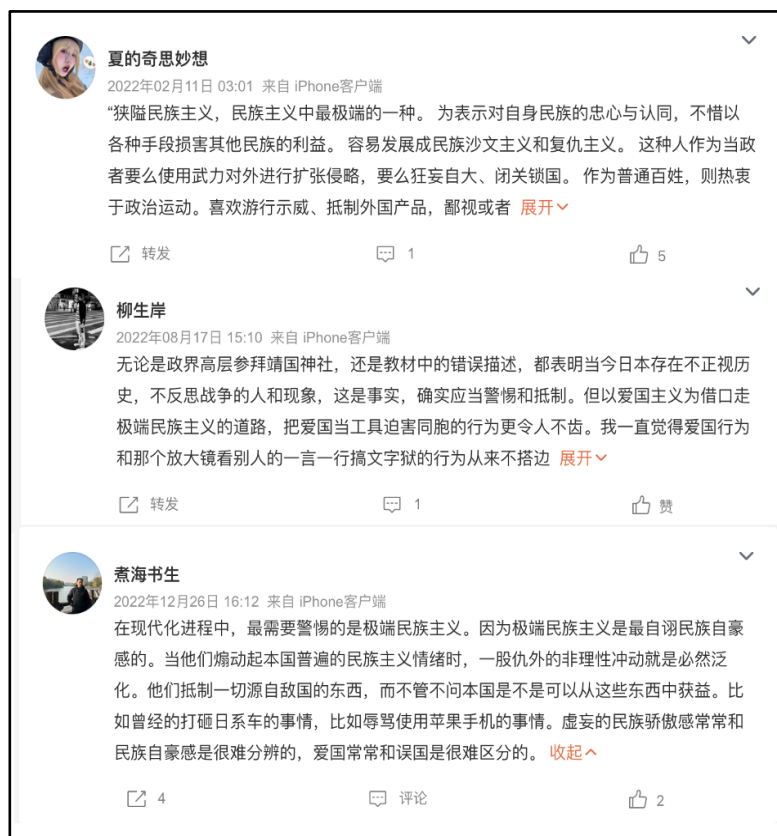 夏的奇思妙想
2022年02月11日 03:01 来自 iPhone客户端
“狭隘民族主义，民族主义中最极端的一种。 为表示对自身民族的忠心与认同，不惜以
各种手段损害其他民族的利益。 容易发展成民族沙文主义和复仇主义。 这种人作为当政
者要么使用武力对外进行扩张侵略，要么狂妄自大、闭关锁国。 作为普通百姓，则热衷
于政治运动。喜欢游行示威、抵制外国产品，鄙视或者 展开
转发 1 5
柳生岸
2022年08月17日 15:10 来自 iPhone客户端
无论是政界高层参拜靖国神社，还是教材中的错误描述，都表明当今日本存在不正视历
史，不反思战争的人和现象，这是事实，确实应当警惕和抵制。但以爱国主义为借口走
极端民族主义的道路，把爱国当工具迫害同胞的行为更令人不齿。我一直觉得爱国行为
和那个放大镜看别人的一言一行搞文字狱的行为从来不搭边 展开
转发 1 赞
煮海书生
2022年12月26日 16:12 来自 iPhone客户端
在现代化进程中，最需要警惕的是极端民族主义。因为极端民族主义是最自诩民族自豪
感的。当他们煽动起本国普遍的民族主义情绪时，一股仇外的非理性冲动就是必然泛
化。他们抵制一切源自敌国的东西，而不管不问本国是不是可以从这些东西中获益。比
如曾经的打砸日系车的事情，比如辱骂使用苹果手机的事情。虚妄的民族骄傲感常常和
民族自豪感是很难分辨的，爱国常常和误国是很难区分的。 收起
4 评论 2